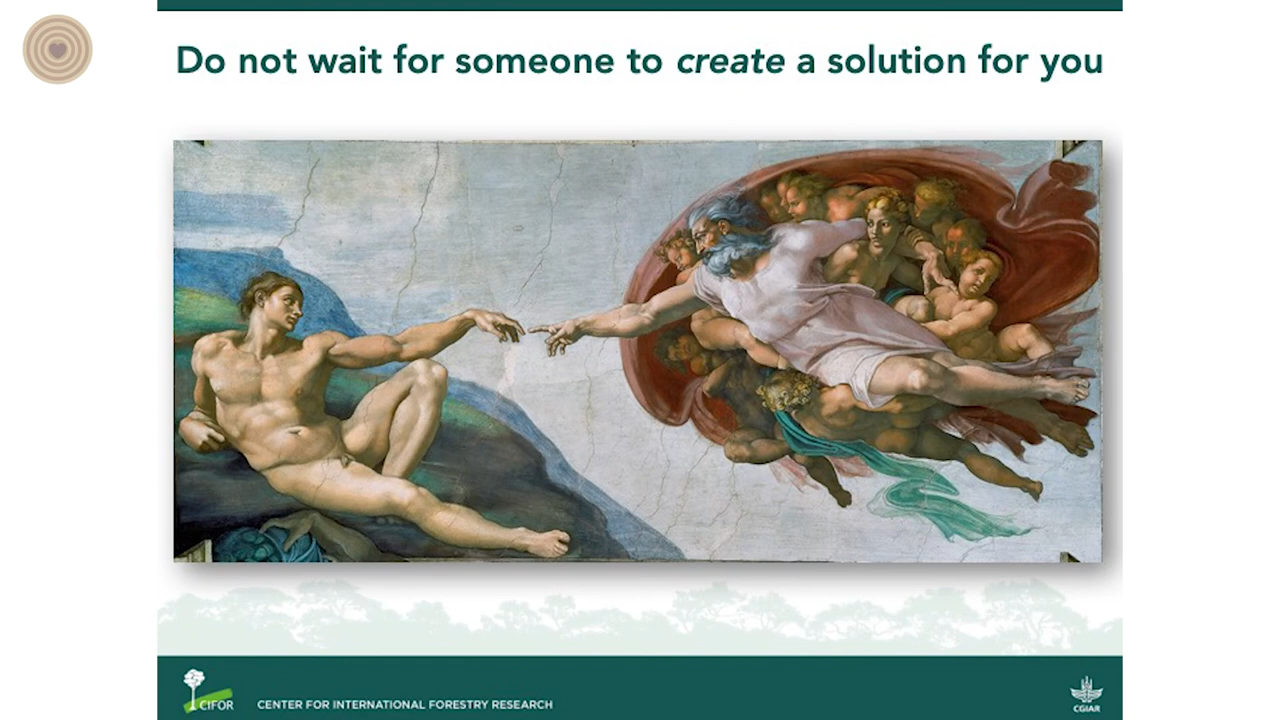 Do not wait for someone to create a solution for you
CIFOR
CENTER FOR INTERNATIONAL FORESTRY RESEARCH
CGIAR